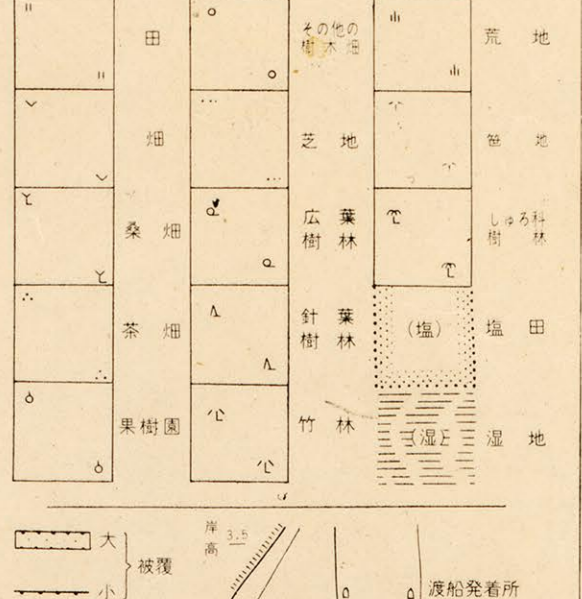 田
畑
桑畑
茶畑
果樹園
その他の
樹木畑
芝地
広葉
樹林
針葉
樹林
竹林
荒地
笹地
しゅろ科
樹林
(塩)
塩田
(湿)
湿地
大
小
被覆
岸
高
3.5
渡船発着所